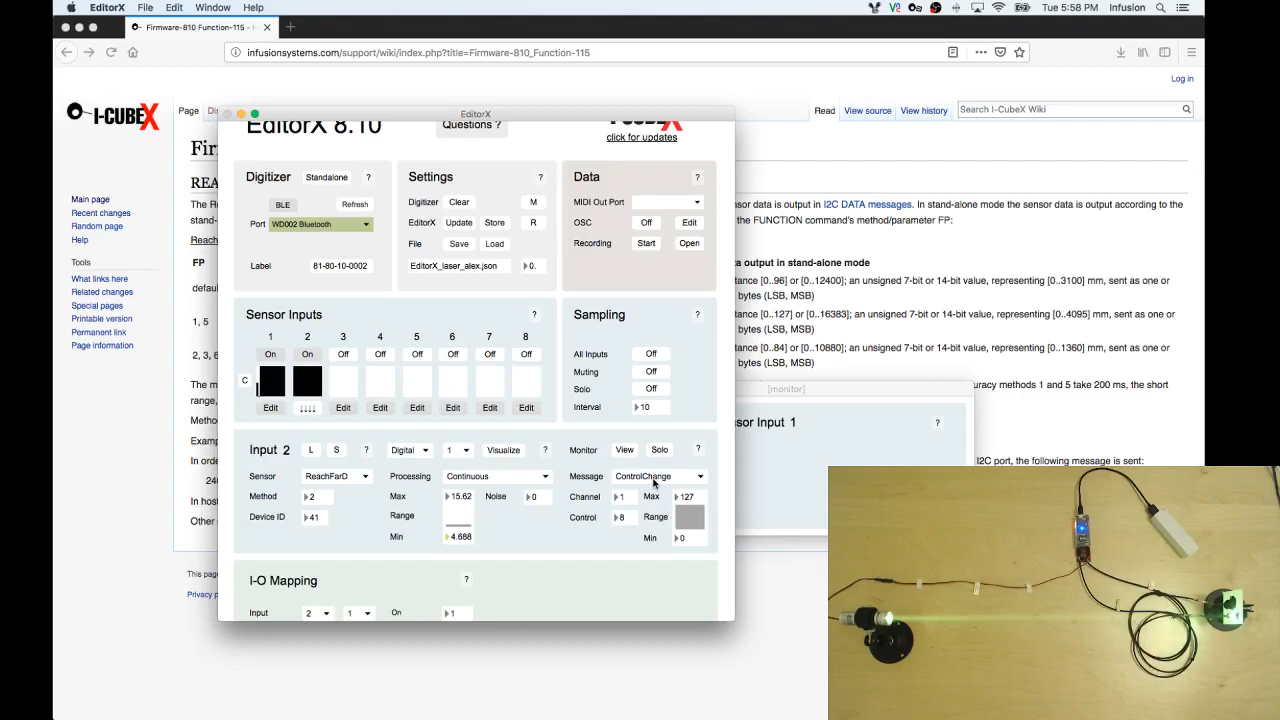 EditorX File Edit Window Help
Tue 5:58 PM Infusion
Firmware-810 Function-115 -
infusionsystems.com/support/wiki/index.php?title=Firmware-810_Function-115
Log in
I-CUBEX
Page Read View source View history Search I-CubeX Wiki
EditorX
EditorX 8.10 Questions ? click for updates
Main page
Recent changes
Random page
Help
Tools
What links here
Related changes
Special pages
Printable version
Permanent link
Page information
Digitizer Standalone ?
BLE Refresh
Port WD002 Bluetooth
Label 81-80-10-0002
Settings ?
Digitizer Clear M
EditorX Update Store R
File Save Load
EditorX_laser_alex.json 0.
Data ?
MIDI Out Port
OSC Off Edit
Recording Start Open
Sensor Inputs ?
1 2 3 4 5 6 7 8
On On Off Off Off Off Off Off
C
Edit ↓↓↓↓ Edit Edit Edit Edit Edit Edit
Sampling ?
All Inputs Off
Muting Off
Solo Off
Interval 10
Input 2 L S ? Digital 1 Visualize ? Monitor View Solo ?
Sensor ReachFarD Processing Continuous Message ControlChange
Method 2 Max 15.62 Noise 0 Channel 1 Max 127
Device ID 41 Range Control 8 Range
Min 4.688 Min 0
I-O Mapping ?
Input 2 1 On 1
sor data is output in I2C DATA messages. In stand-alone mode the sensor data is output according to
he FUNCTION command's method/parameter FP:
FP
defau
1, 5
2, 3, 6
ta output in stand-alone mode
tance [0..96] or [0..12400]; an unsigned 7-bit or 14-bit value, representing [0..3100] mm, sent as one or
bytes (LSB, MSB)
tance [0..127] or [0..16383]; an unsigned 7-bit or 14-bit value, representing [0..4095] mm, sent as one or
bytes (LSB, MSB)
tance [0..84] or [0..10880]; an unsigned 7-bit or 14-bit value, representing [0..1360] mm, sent as one or
bytes (LSB, MSB)
uracy methods 1 and 5 take 200 ms, the short
[monitor]
sor Input 1 ?
I2C port, the following message is sent: